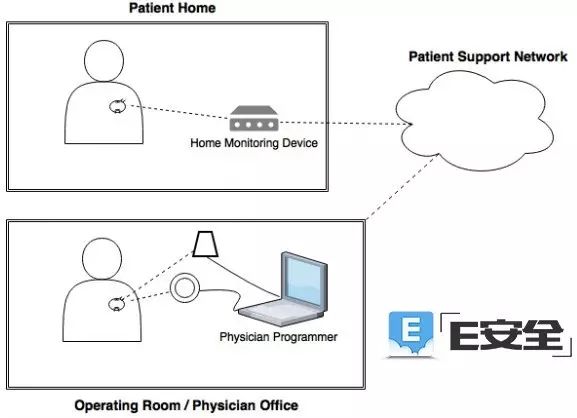 Patient Home
Patient Support Network
Home Monitoring Device
Physician Programmer
E
E安全
Operating Room / Physician Office